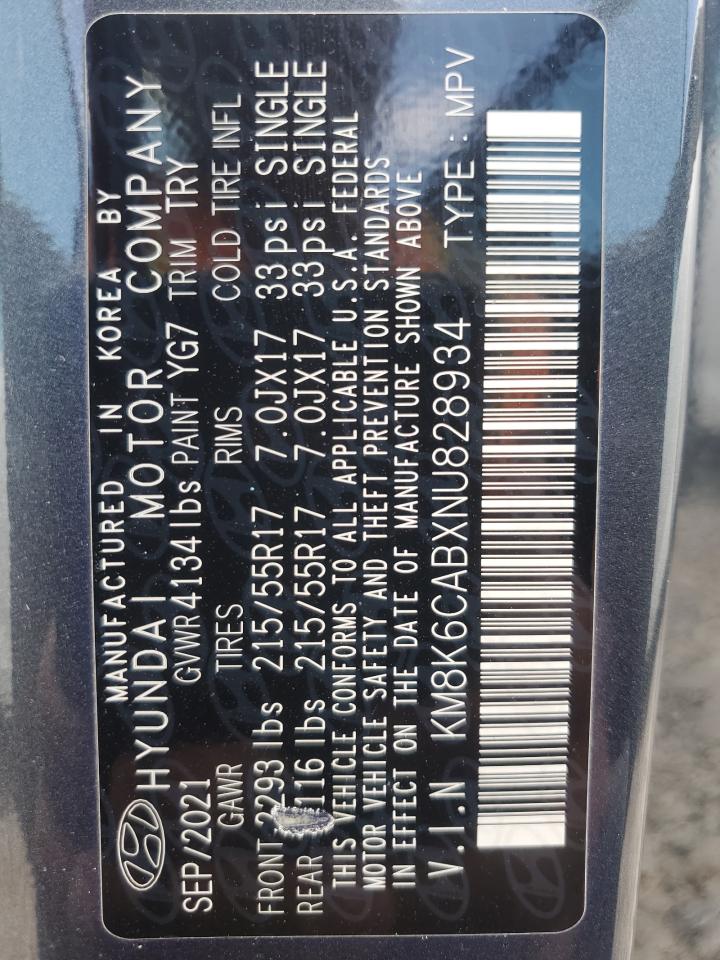 MANUFACTURED IN KOREA BY
HYUNDAI MOTOR COMPANY
SEP/2021 GVWR 4134 lbs PAINT YG7 TRIM TRY
GAWR TIRES RIMS COLD TIRE INFL
FRONT 2293 lbs 215/55R17 7.0JX17 33 psi SINGLE
REAR 116 lbs 215/55R17 7.0JX17 33 psi SINGLE
THIS VEHICLE CONFORMS TO ALL APPLICABLE U.S.A. FEDERAL
MOTOR VEHICLE SAFETY AND THEFT PREVENTION STANDARDS
IN EFFECT ON THE DATE OF MANUFACTURE SHOWN ABOVE
V.I.N KM8K6CABXNU828934 TYPE : MPV